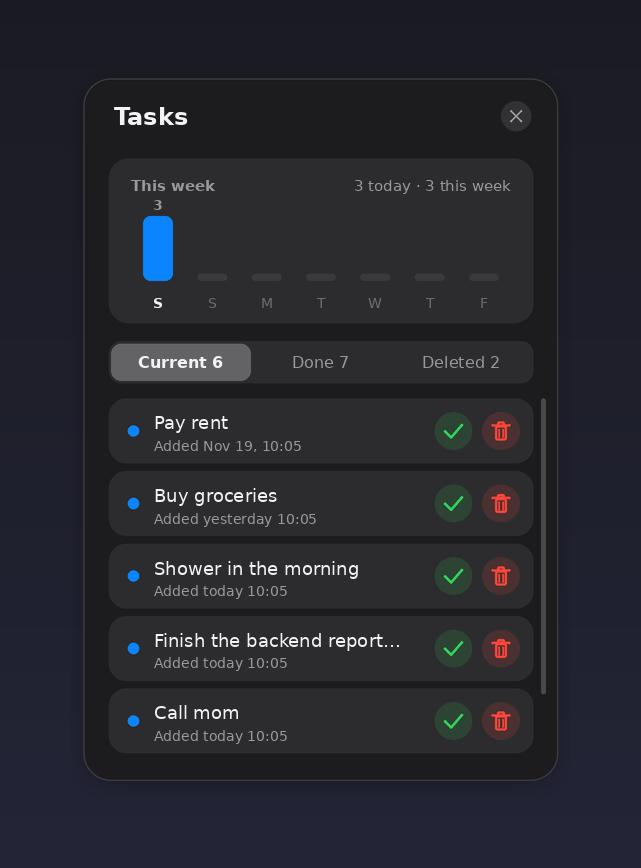 Tasks
This week
3 today · 3 this week
3
S S M T W T F
Current 6 Done 7 Deleted 2
Pay rent
Added Nov 19, 10:05
Buy groceries
Added yesterday 10:05
Shower in the morning
Added today 10:05
Finish the backend report…
Added today 10:05
Call mom
Added today 10:05